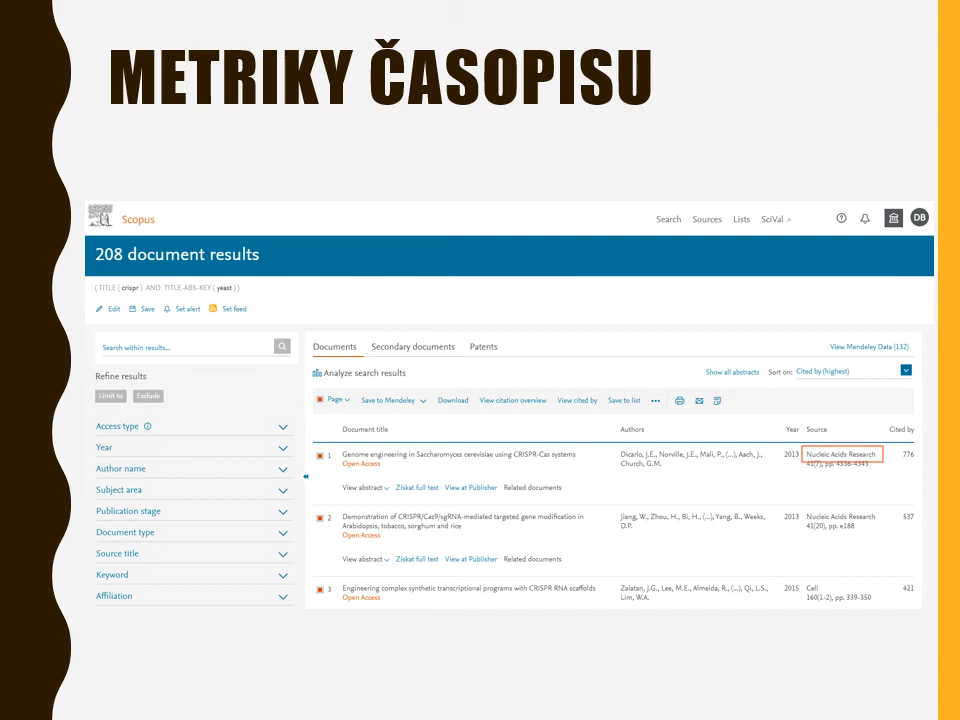 METRIKY ČASOPISU
Scopus
Search Sources Lists SciVal DB
208 document results
( TITLE ( crispr ) AND TITLE-ABS-KEY ( yeast ) )
Edit Save Set alert Set feed
Search within results...
Documents Secondary documents Patents
View Mendeley Data (132)
Refine results
Limit to Exclude
Access type
Year
Author name
Subject area
Publication stage
Document type
Source title
Keyword
Affiliation
Analyze search results
Show all abstracts Sort on: Cited by (highest)
Page Save to Mendeley Download View citation overview View cited by Save to list
Document title Authors Year Source Cited by
1 Genome engineering in Saccharomyces cerevisiae using CRISPR-Cas systems Dicarlo, J.E., Norville, J.E., Mali, P., (...), Aach, J., 2013 Nucleic Acids Research 776
Open Access Church, G.M. 41(7), pp. 4336-4343
View abstract Získat full text View at Publisher Related documents
2 Demonstration of CRISPR/Cas9/sgRNA-mediated targeted gene modification in Jiang, W., Zhou, H., Bi, H., (...), Yang, B., Weeks, 2013 Nucleic Acids Research 537
Arabidopsis, tobacco, sorghum and rice D.P. 41(20), pp. e188
Open Access
View abstract Získat full text View at Publisher Related documents
3 Engineering complex synthetic transcriptional programs with CRISPR RNA scaffolds Zalatan, J.G., Lee, M.E., Almeida, R., (...), Qi, L.S., 2015 Cell 421
Open Access Lim, W.A. 160(1-2), pp. 339-350